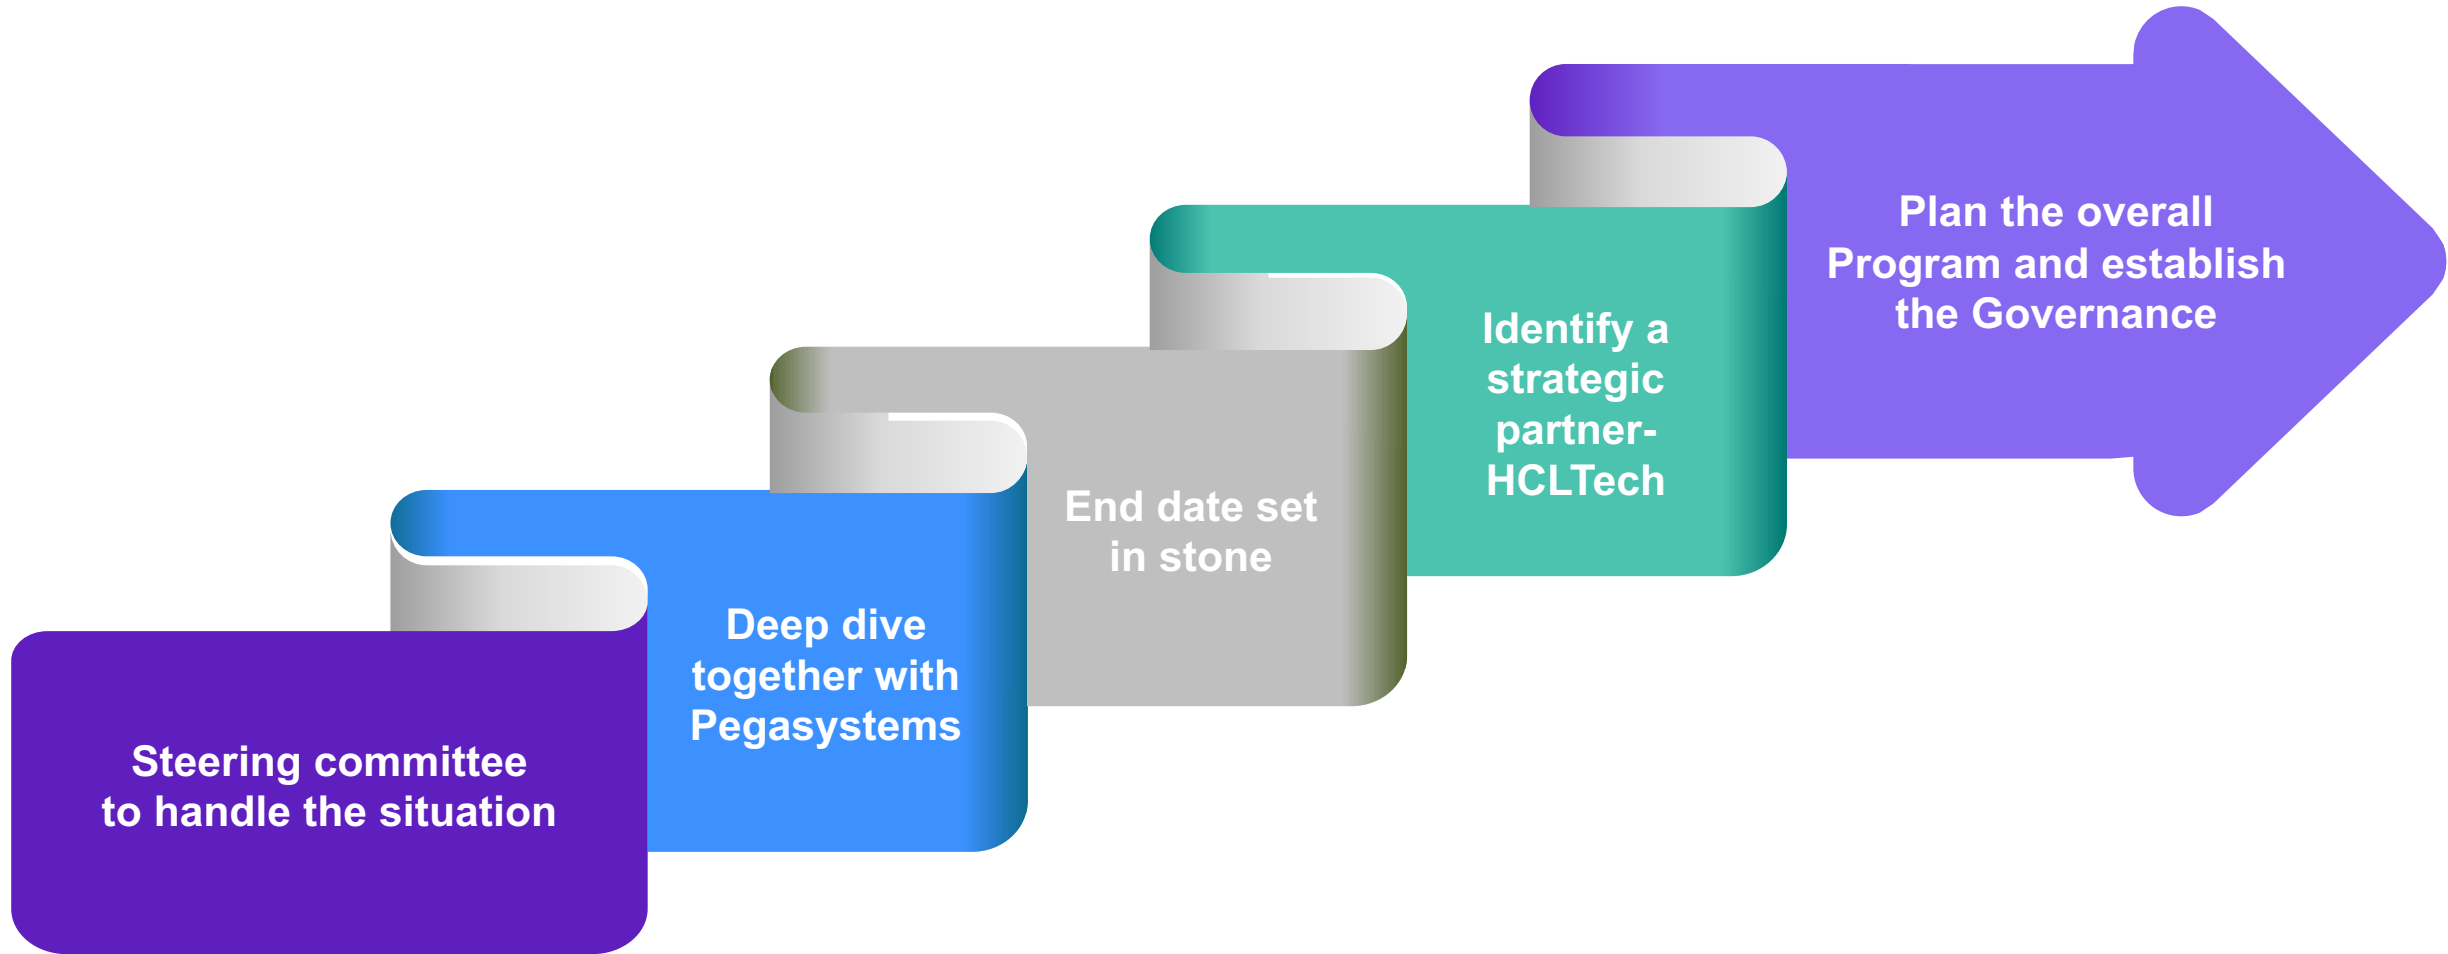 Steering committee
to handle the situation
Deep dive
together with
Pegasystems
End date set
in stone
Identify a
strategic
partner-
HCLTech
Plan the overall
Program and establish
the Governance